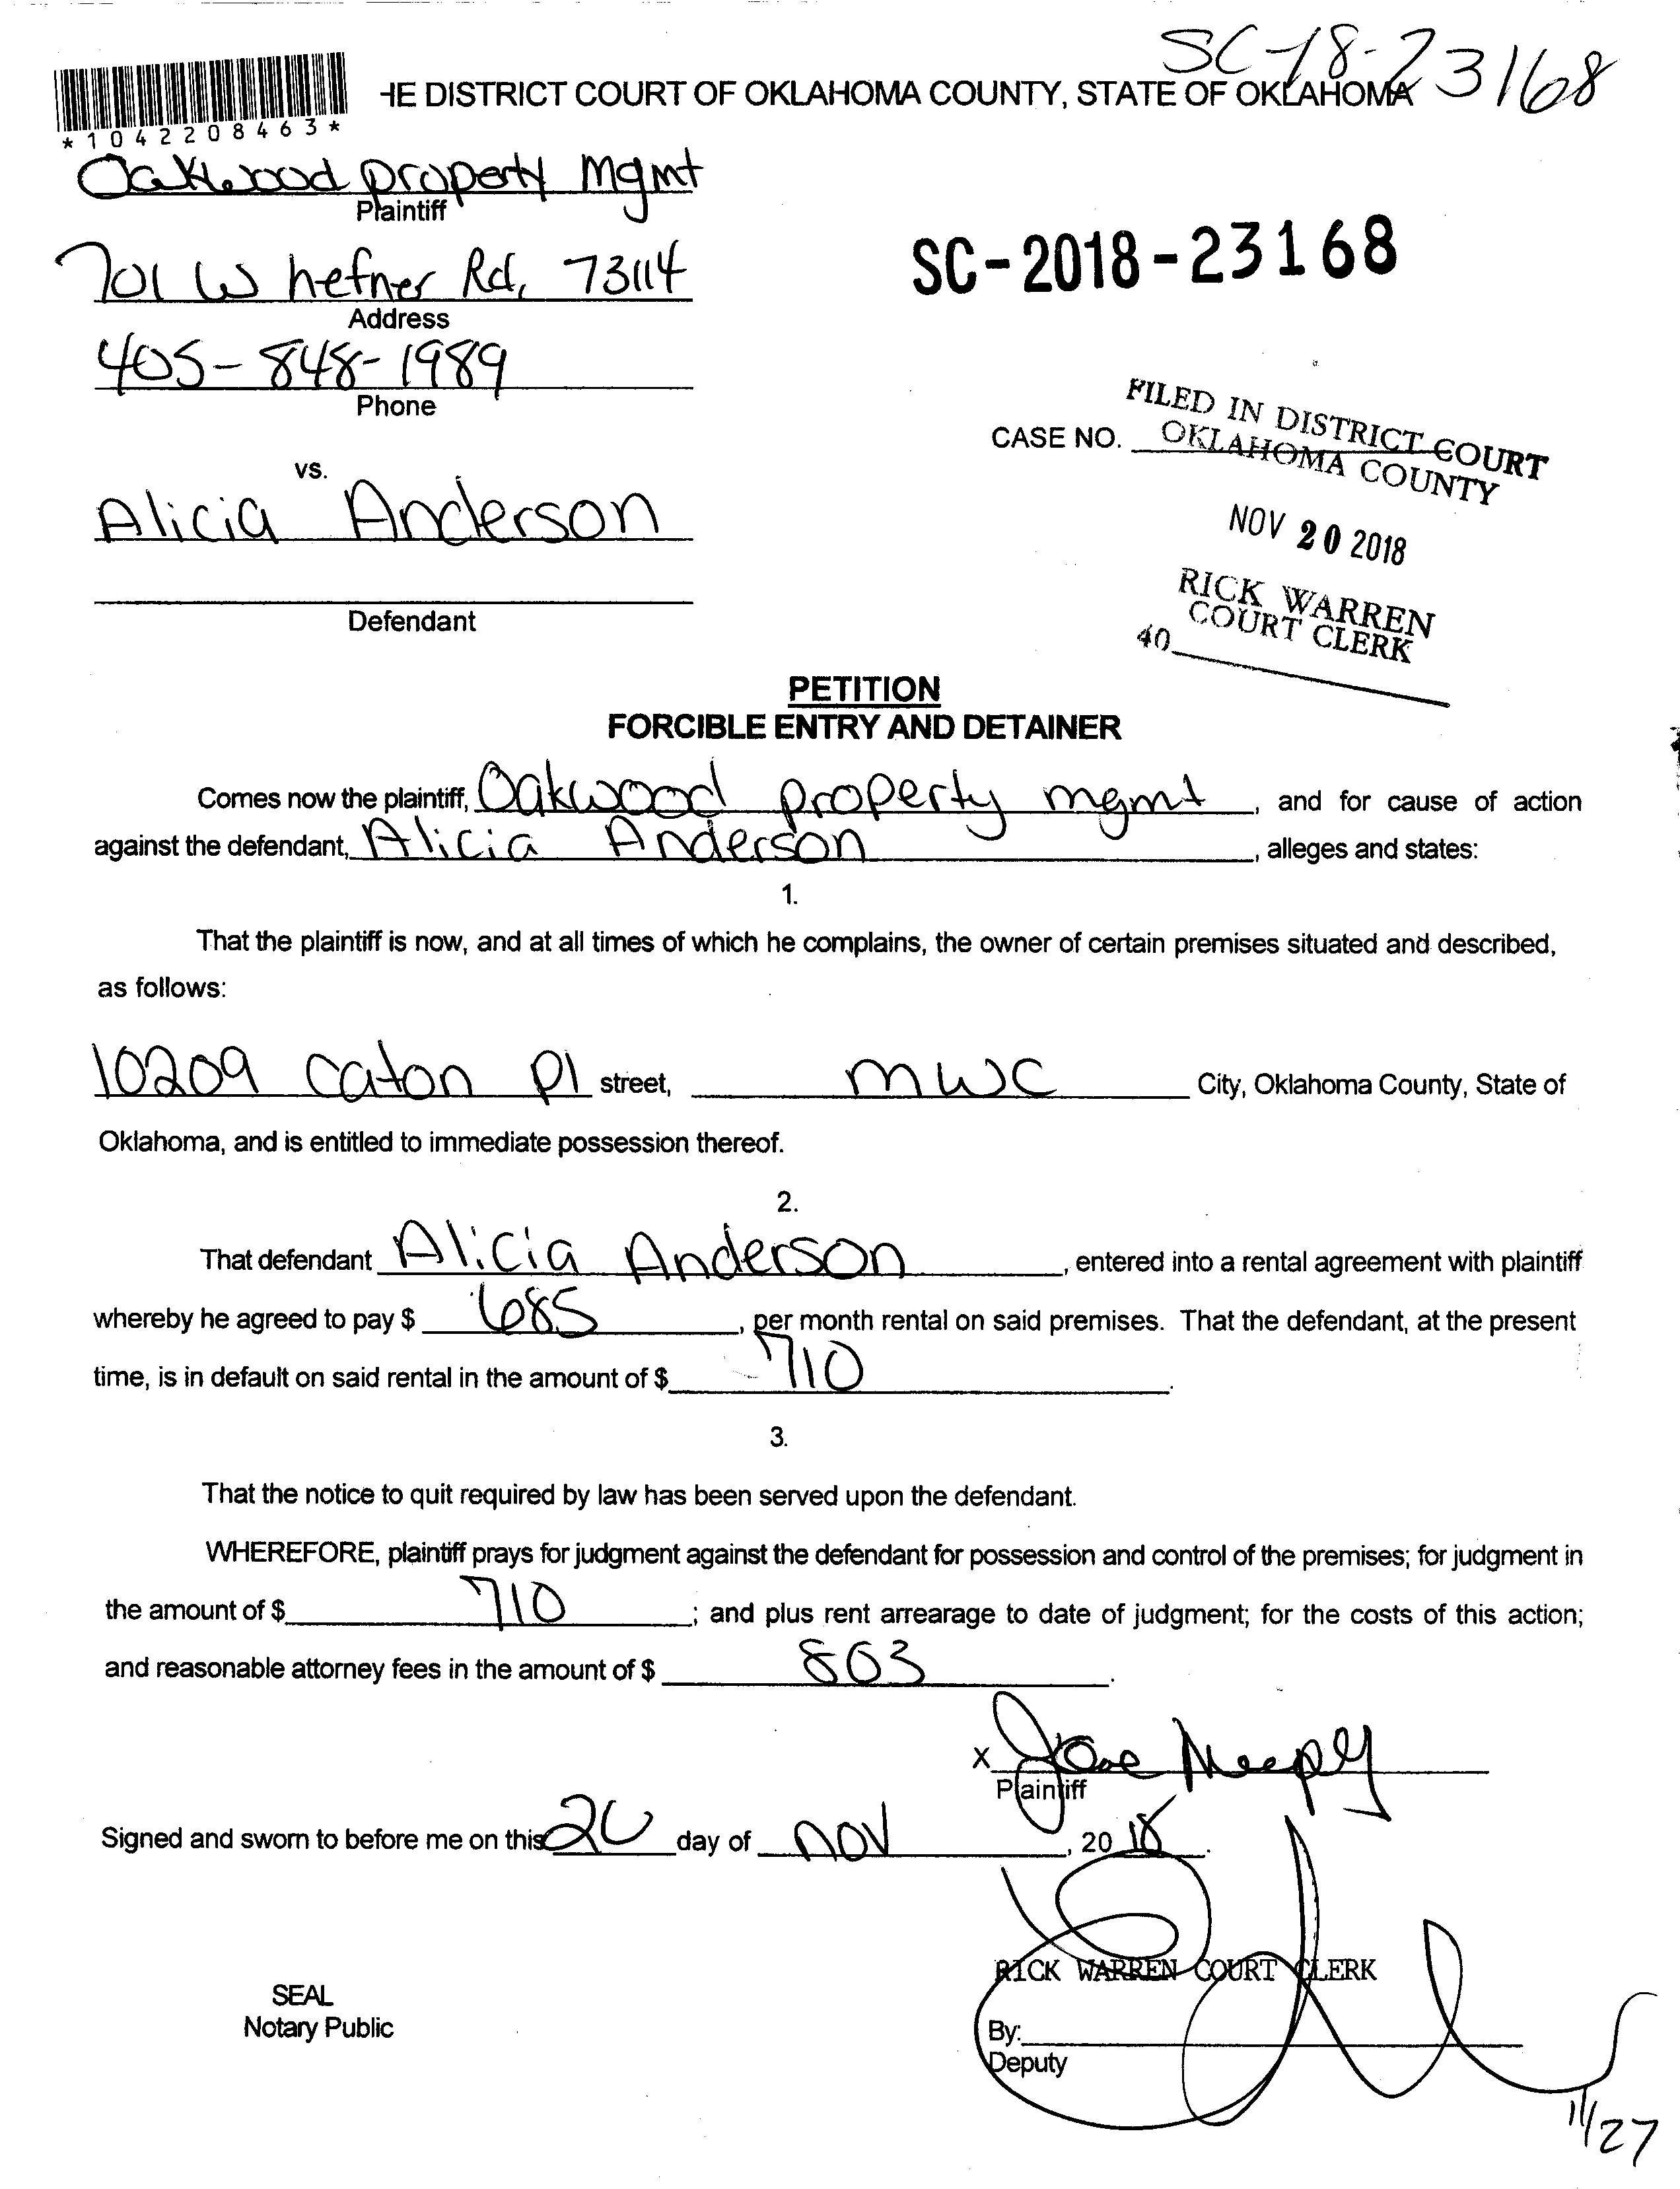 SC-18-23168
HE DISTRICT COURT OF OKLAHOMA COUNTY, STATE OF OKLAHOMA
*1042208463*
Oakwood property mgmt
Plaintiff
701 W hefner Rd, 73114
Address
SC-2018-23168
405-848-1989
Phone
FILED IN DISTRICT COURT
CASE NO. OKLAHOMA COUNTY
vs.
Alicia Anderson
NOV 20 2018
RICK WARREN
COURT CLERK
Defendant
40
PETITION
FORCIBLE ENTRY AND DETAINER
Comes now the plaintiff, Oakwood property mgmt, and for cause of action
against the defendant, Alicia Anderson, alleges and states:
1.
That the plaintiff is now, and at all times of which he complains, the owner of certain premises situated and described,
as follows:
10209 Caton Pl street, MWC City, Oklahoma County, State of
Oklahoma, and is entitled to immediate possession thereof.
2.
That defendant Alicia Anderson, entered into a rental agreement with plaintiff
whereby he agreed to pay $ 685, per month rental on said premises. That the defendant, at the present
time, is in default on said rental in the amount of $ 710.
3.
That the notice to quit required by law has been served upon the defendant.
WHEREFORE, plaintiff prays for judgment against the defendant for possession and control of the premises; for judgment in
the amount of $ 710; and plus rent arrearage to date of judgment; for the costs of this action;
and reasonable attorney fees in the amount of $ 803.
X
Plaintiff
Signed and sworn to before me on this 20 day of nov, 2018.
RICK WARREN COURT CLERK
SEAL
Notary Public
By:
Deputy
11/27